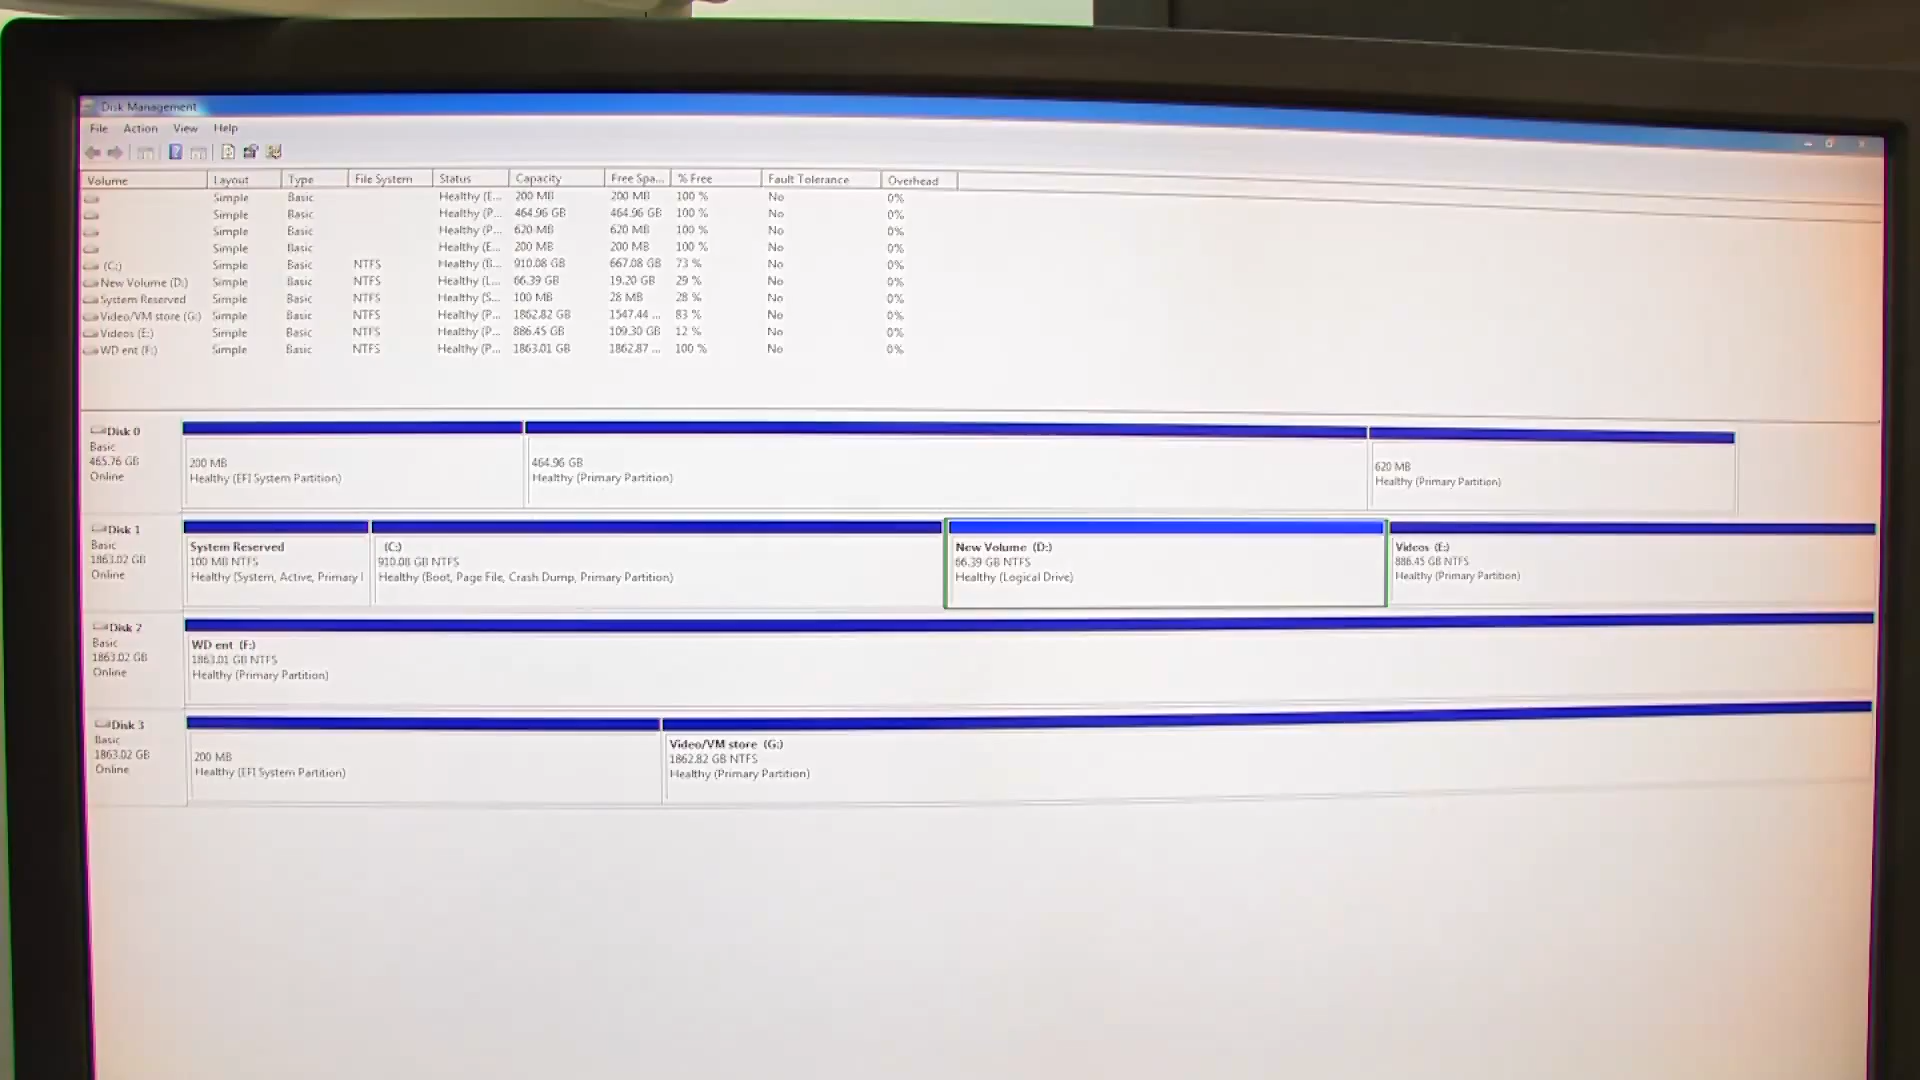 Disk Management
File Action View Help
Volume Layout Type File System Status Capacity Free Spa... % Free Fault Tolerance Overhead
Simple Basic Healthy (E... 200 MB 200 MB 100 % No 0%
Simple Basic Healthy (P... 464.96 GB 464.96 GB 100 % No 0%
Simple Basic Healthy (P... 620 MB 620 MB 100 % No 0%
Simple Basic Healthy (E... 200 MB 200 MB 100 % No 0%
(C:) Simple Basic NTFS Healthy (B... 910.08 GB 667.08 GB 73 % No 0%
New Volume (D:) Simple Basic NTFS Healthy (L... 66.39 GB 19.20 GB 29 % No 0%
System Reserved Simple Basic NTFS Healthy (S... 100 MB 28 MB 28 % No 0%
Video/VM store (G:) Simple Basic NTFS Healthy (P... 1862.82 GB 1547.44 ... 83 % No 0%
Videos (E:) Simple Basic NTFS Healthy (P... 886.45 GB 109.30 GB 12 % No 0%
WD ent (F:) Simple Basic NTFS Healthy (P... 1863.01 GB 1862.87 ... 100 % No 0%
Disk 0
Basic
465.76 GB
Online
200 MB
Healthy (EFI System Partition)
464.96 GB
Healthy (Primary Partition)
620 MB
Healthy (Primary Partition)
Disk 1
Basic
1863.02 GB
Online
System Reserved
100 MB NTFS
Healthy (System, Active, Primary I
(C:)
910.08 GB NTFS
Healthy (Boot, Page File, Crash Dump, Primary Partition)
New Volume (D:)
66.39 GB NTFS
Healthy (Logical Drive)
Videos (E:)
886.45 GB NTFS
Healthy (Primary Partition)
Disk 2
Basic
1863.02 GB
Online
WD ent (F:)
1863.01 GB NTFS
Healthy (Primary Partition)
Disk 3
Basic
1863.02 GB
Online
200 MB
Healthy (EFI System Partition)
Video/VM store (G:)
1862.82 GB NTFS
Healthy (Primary Partition)